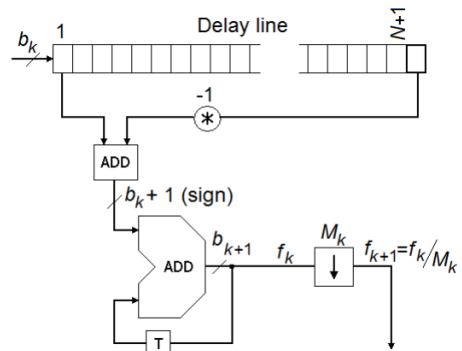 Delay line
1
N+1
b_k
-1
*
ADD
b_k + 1 (sign)
b_{k+1}
ADD
f_k
M_k
f_{k+1}=f_k/M_k
T